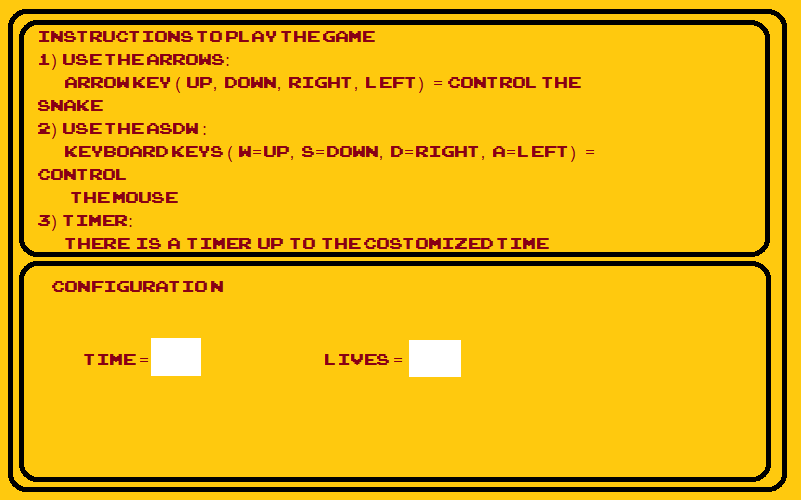 INSTRUCTIONS TO PLAY THE GAME
1) USE THE ARROWS:
ARROW KEY ( UP, DOWN, RIGHT, LEFT) = CONTROL THE
SNAKE
2) USE THE ASDW :
KEYBOARD KEYS ( W=UP, S=DOWN, D=RIGHT, A=LEFT) =
CONTROL
THE MOUSE
3) TIMER:
THERE IS A TIMER UP TO THE COSTOMIZED TIME
CONFIGURATION
TIME =
LIVES =